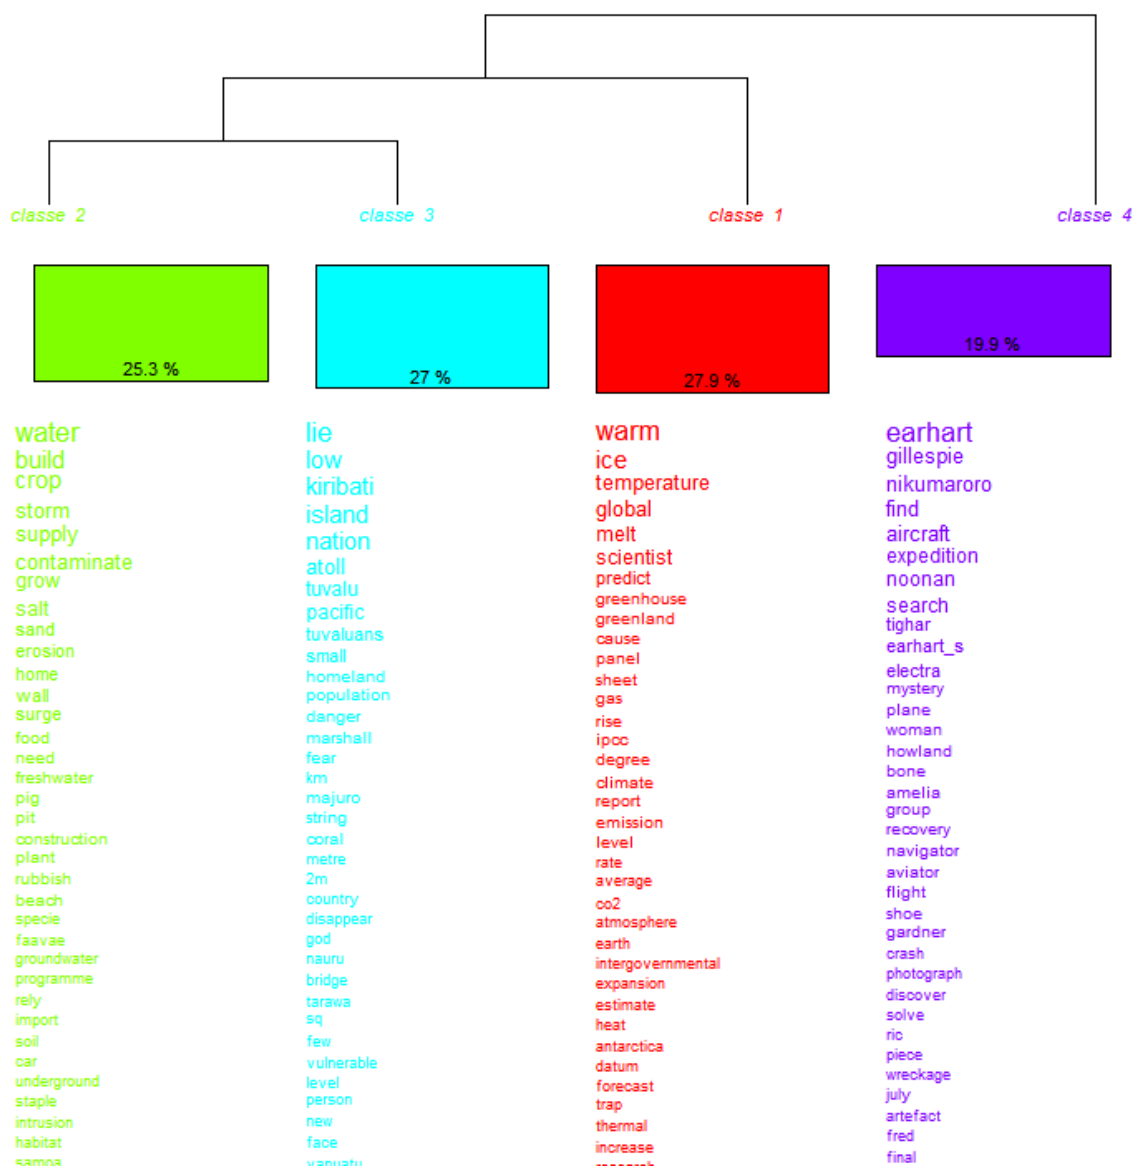 classe 2
classe 3
classe 1
classe 4
25.3 %
27 %
27.9 %
19.9 %
water
build
crop
storm
supply
contaminate
grow
salt
sand
erosion
home
wall
surge
food
need
freshwater
pig
pit
construction
plant
rubbish
beach
specie
faavae
groundwater
programme
rely
import
soil
car
underground
staple
intrusion
habitat
samoa
lie
low
kiribati
island
nation
atoll
tuvalu
pacific
tuvaluans
small
homeland
population
danger
marshall
fear
km
majuro
string
coral
metre
2m
country
disappear
god
nauru
bridge
tarawa
sq
few
vulnerable
level
person
new
face
vanuatu
warm
ice
temperature
global
melt
scientist
predict
greenhouse
greenland
cause
panel
sheet
gas
rise
ipcc
degree
climate
report
emission
level
rate
average
co2
atmosphere
earth
intergovernmental
expansion
estimate
heat
antarctica
datum
forecast
trap
thermal
increase
research
earhart
gillespie
nikumaroro
find
aircraft
expedition
noonan
search
tighar
earhart_s
electra
mystery
plane
woman
howland
bone
amelia
group
recovery
navigator
aviator
flight
shoe
gardner
crash
photograph
discover
solve
ric
piece
wreckage
july
artefact
fred
final